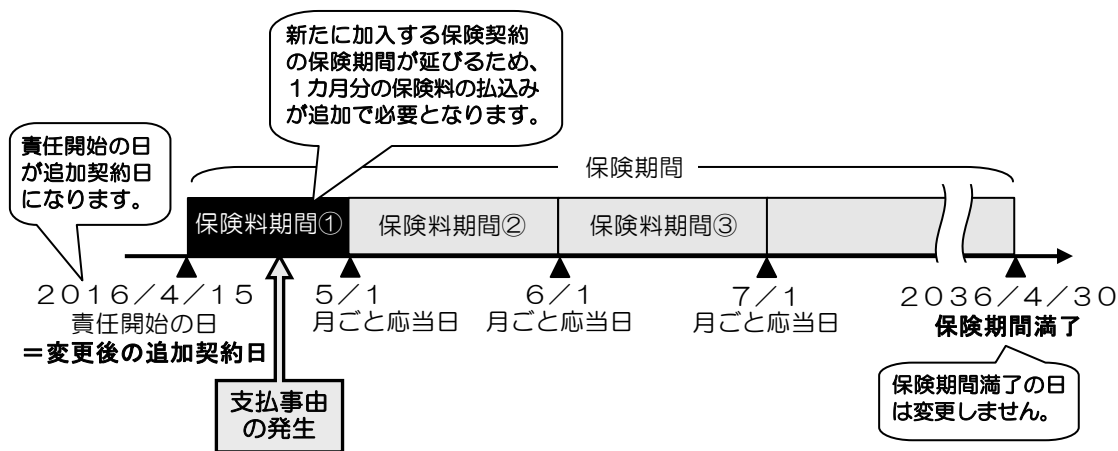 新たに加入する保険契約
の保険期間が延びるため、
１カ月分の保険料の払込み
が追加で必要となります。
責任開始の日
が追加契約日
になります。
保険期間
保険料期間①
保険料期間②
保険料期間③
２０１６／４／１５
責任開始の日
＝変更後の追加契約日
５／１
月ごと応当日
６／１
月ごと応当日
７／１
月ごと応当日
２０３６／４／３０
保険期間満了
支払事由
の発生
保険期間満了の日
は変更しません。